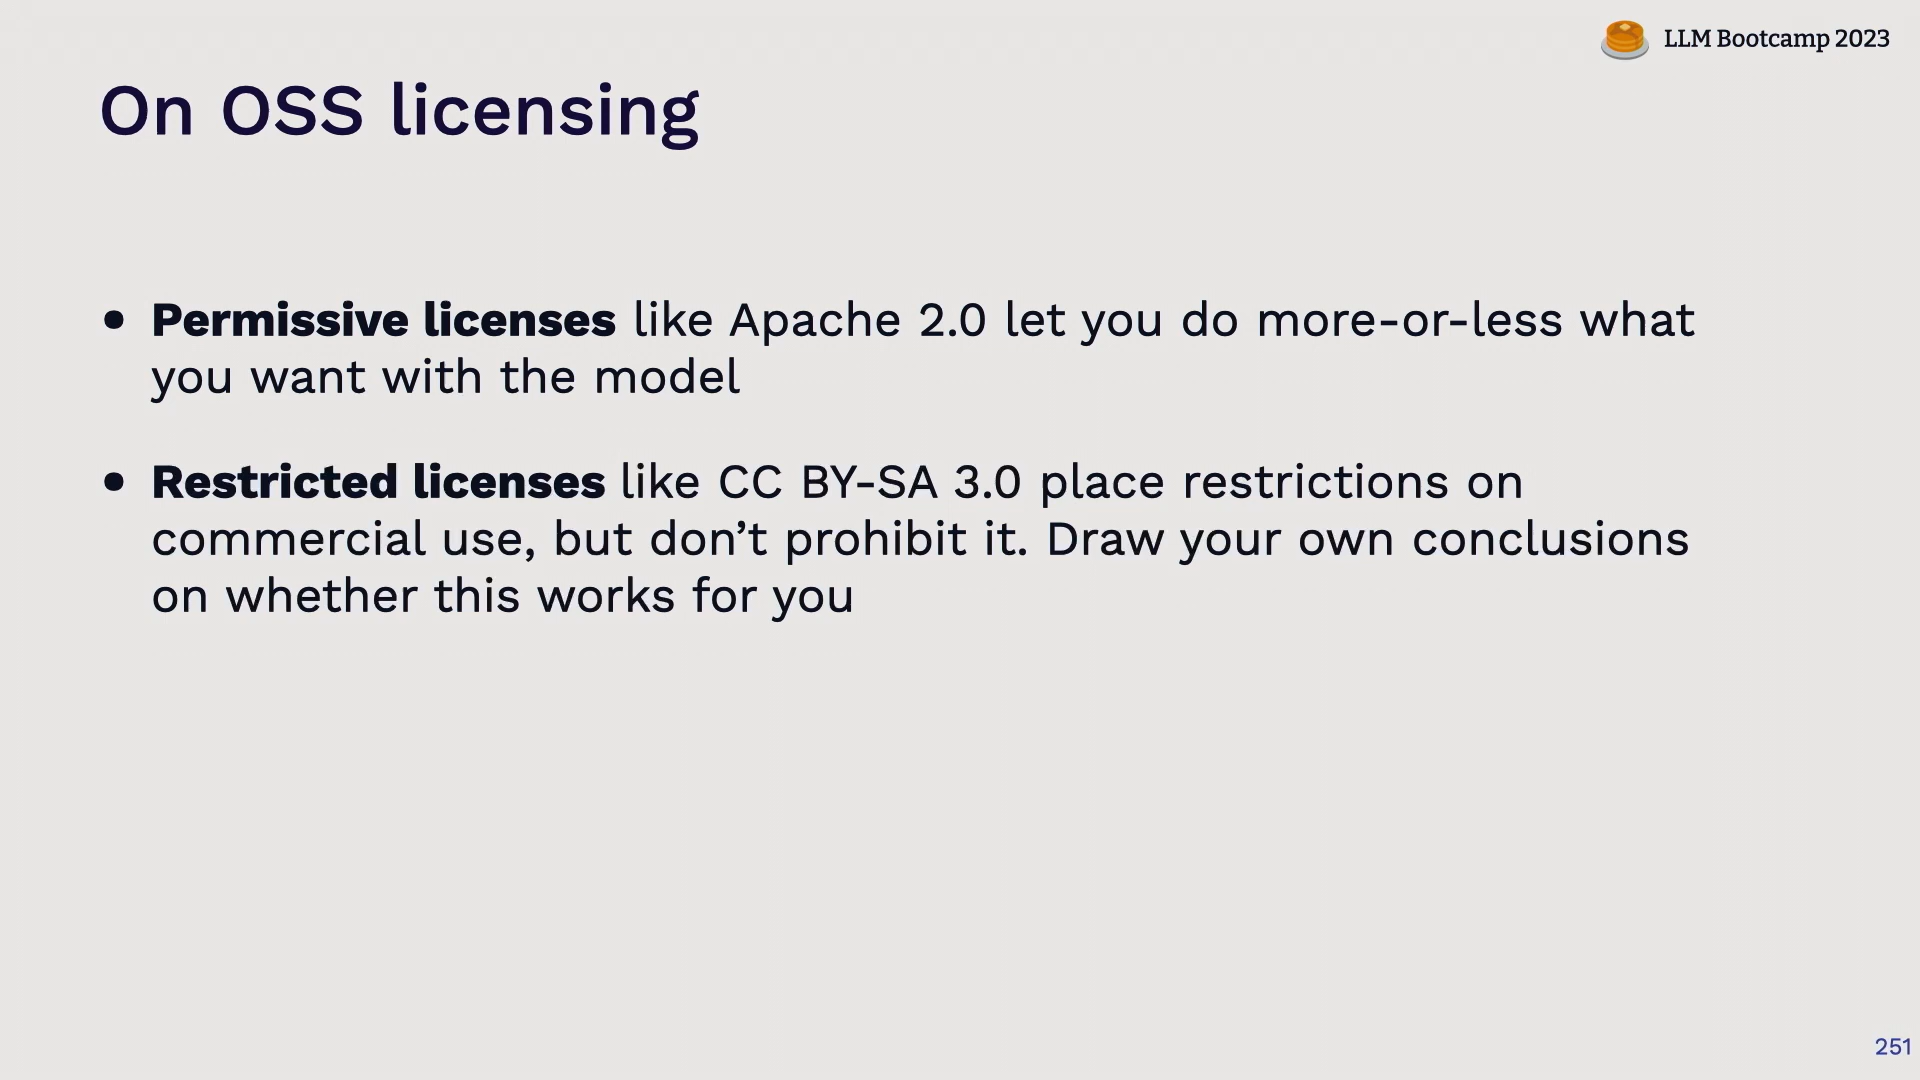 LLM Bootcamp 2023
On OSS licensing
• Permissive licenses like Apache 2.0 let you do more-or-less what
you want with the model
• Restricted licenses like CC BY-SA 3.0 place restrictions on
commercial use, but don’t prohibit it. Draw your own conclusions
on whether this works for you
251